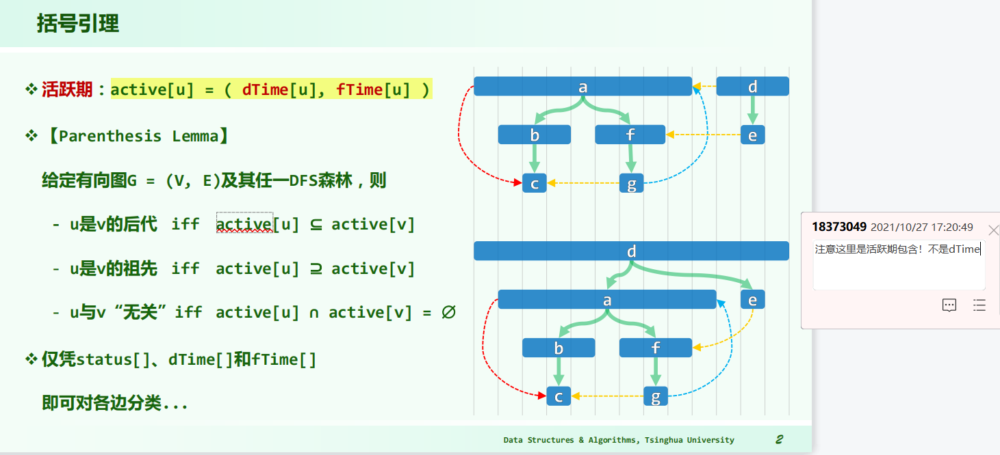 括号引理
❖ 活跃期：active[u] = ( dTime[u], fTime[u] )
❖【Parenthesis Lemma】
给定有向图G = (V, E)及其任一DFS森林，则
- u是v的后代 iff active[u] ⊆ active[v]
- u是v的祖先 iff active[u] ⊇ active[v]
- u与v“无关”iff active[u] ∩ active[v] = ∅
❖ 仅凭status[]、dTime[]和fTime[]
即可对各边分类...
a d
b f e
c g
d
a e
b f
c g
18373049 2021/10/27 17:20:49
注意这里是活跃期包含！不是dTime
Data Structures & Algorithms, Tsinghua University 2